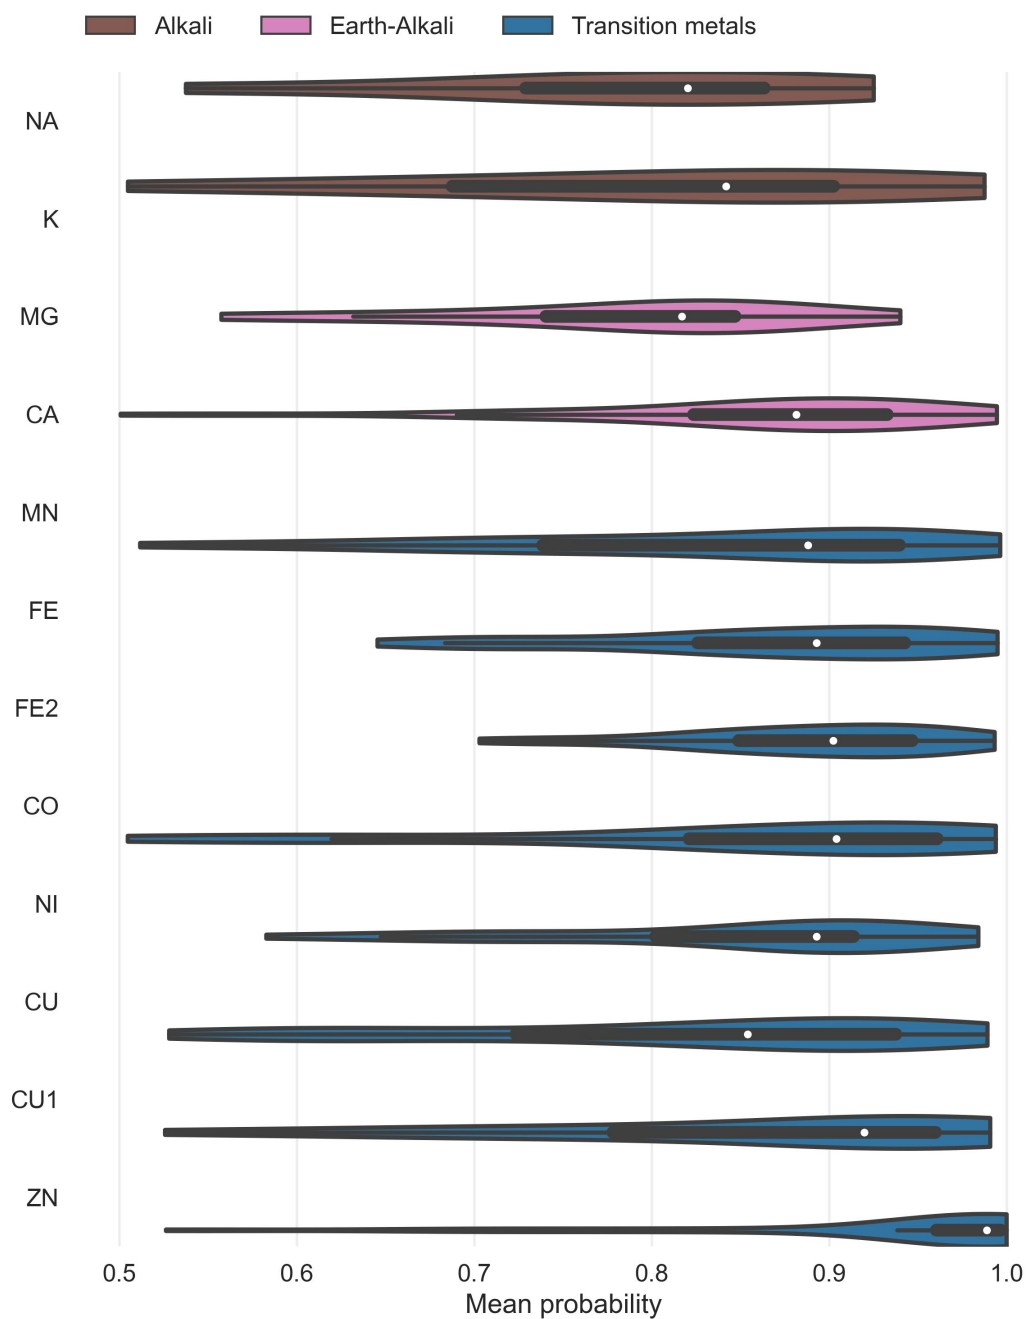 Alkali Earth-Alkali Transition metals
NA
K
MG
CA
MN
FE
FE2
CO
NI
CU
CU1
ZN
0.5 0.6 0.7 0.8 0.9 1.0
Mean probability